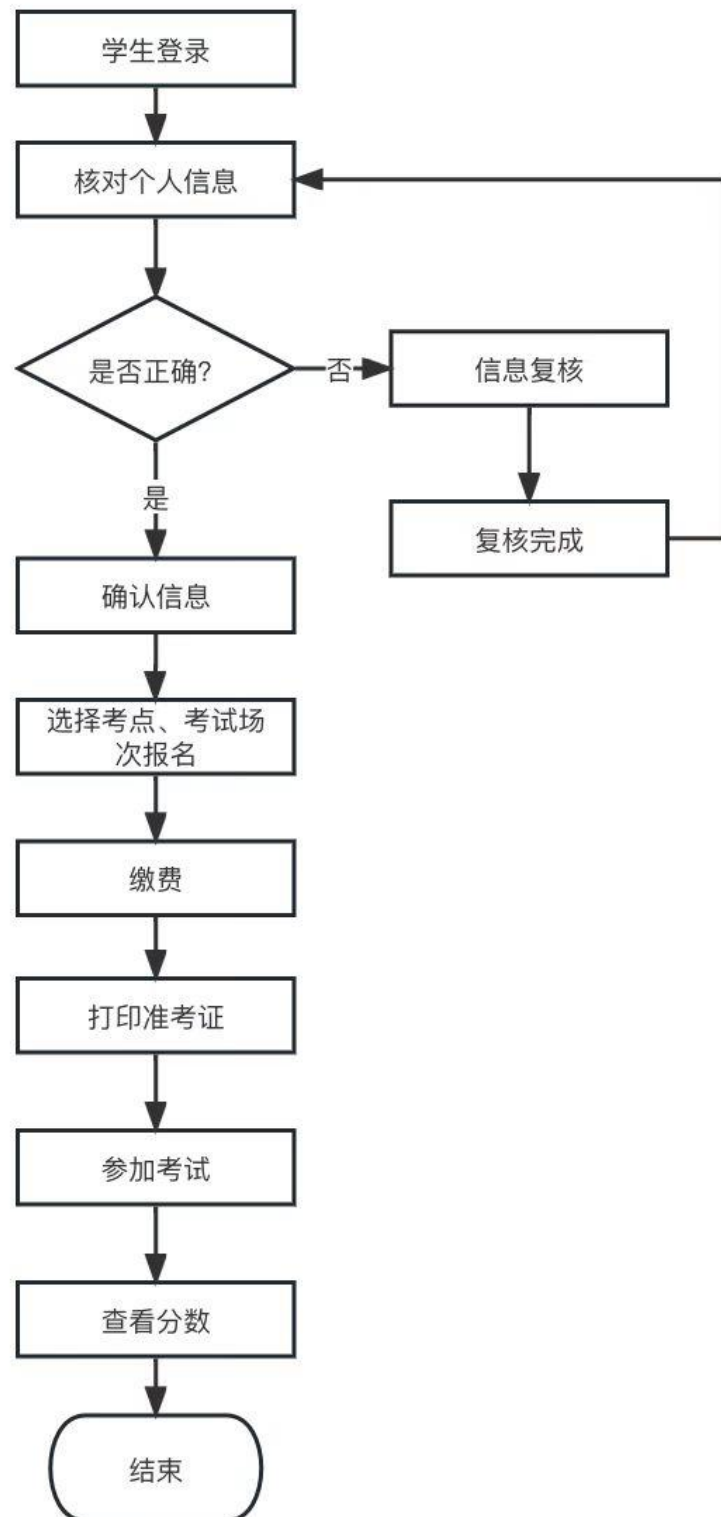 学生登录
核对个人信息
是否正确?
否
信息复核
是
复核完成
确认信息
选择考点、考试场
次报名
缴费
打印准考证
参加考试
查看分数
结束